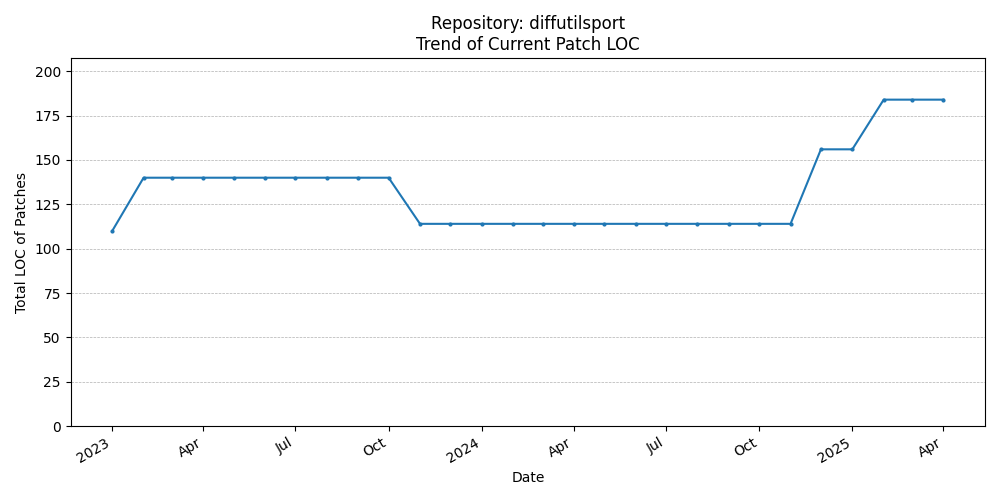 Repository: diffutilsport
Trend of Current Patch LOC
Total LOC of Patches
200
175
150
125
100
75
50
25
0
2023
Apr
Jul
Oct
2024
Apr
Jul
Oct
2025
Apr
Date